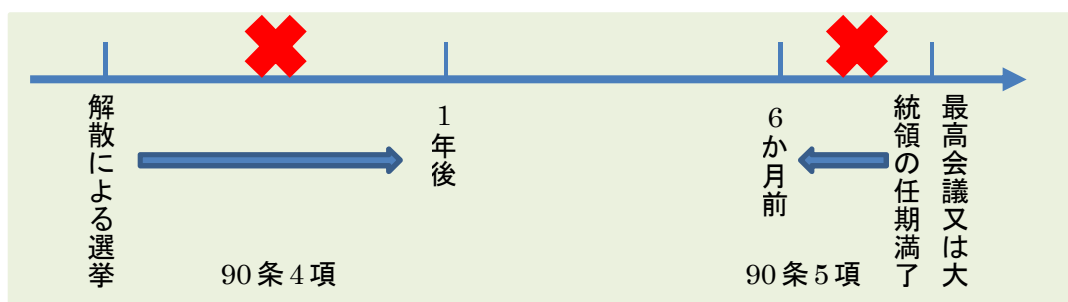 解散による選挙
1年後
6か月前
最高会議又は大
統領の任期満了
90条4項
90条5項